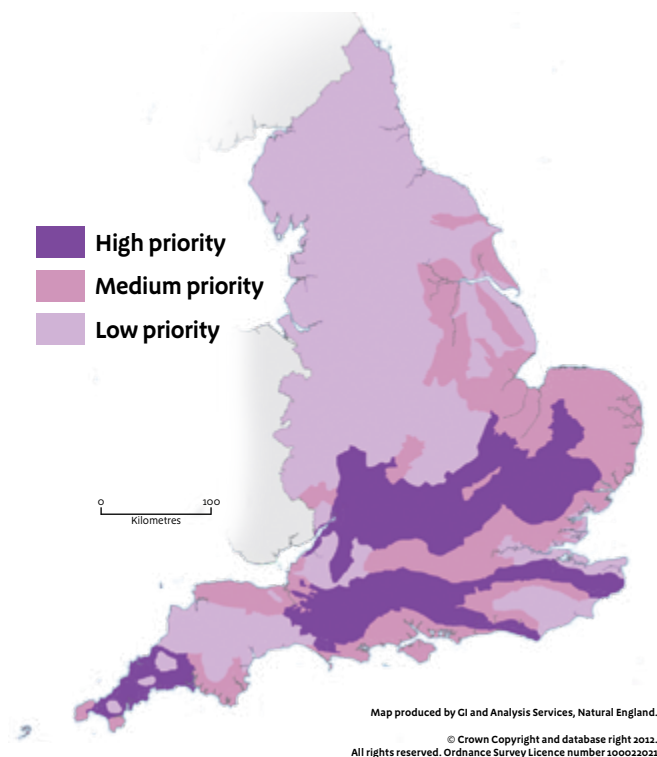 High priority
Medium priority
Low priority
0 100
Kilometres
Map produced by GI and Analysis Services, Natural England.
© Crown Copyright and database right 2012.
All rights reserved. Ordnance Survey Licence number 100022021